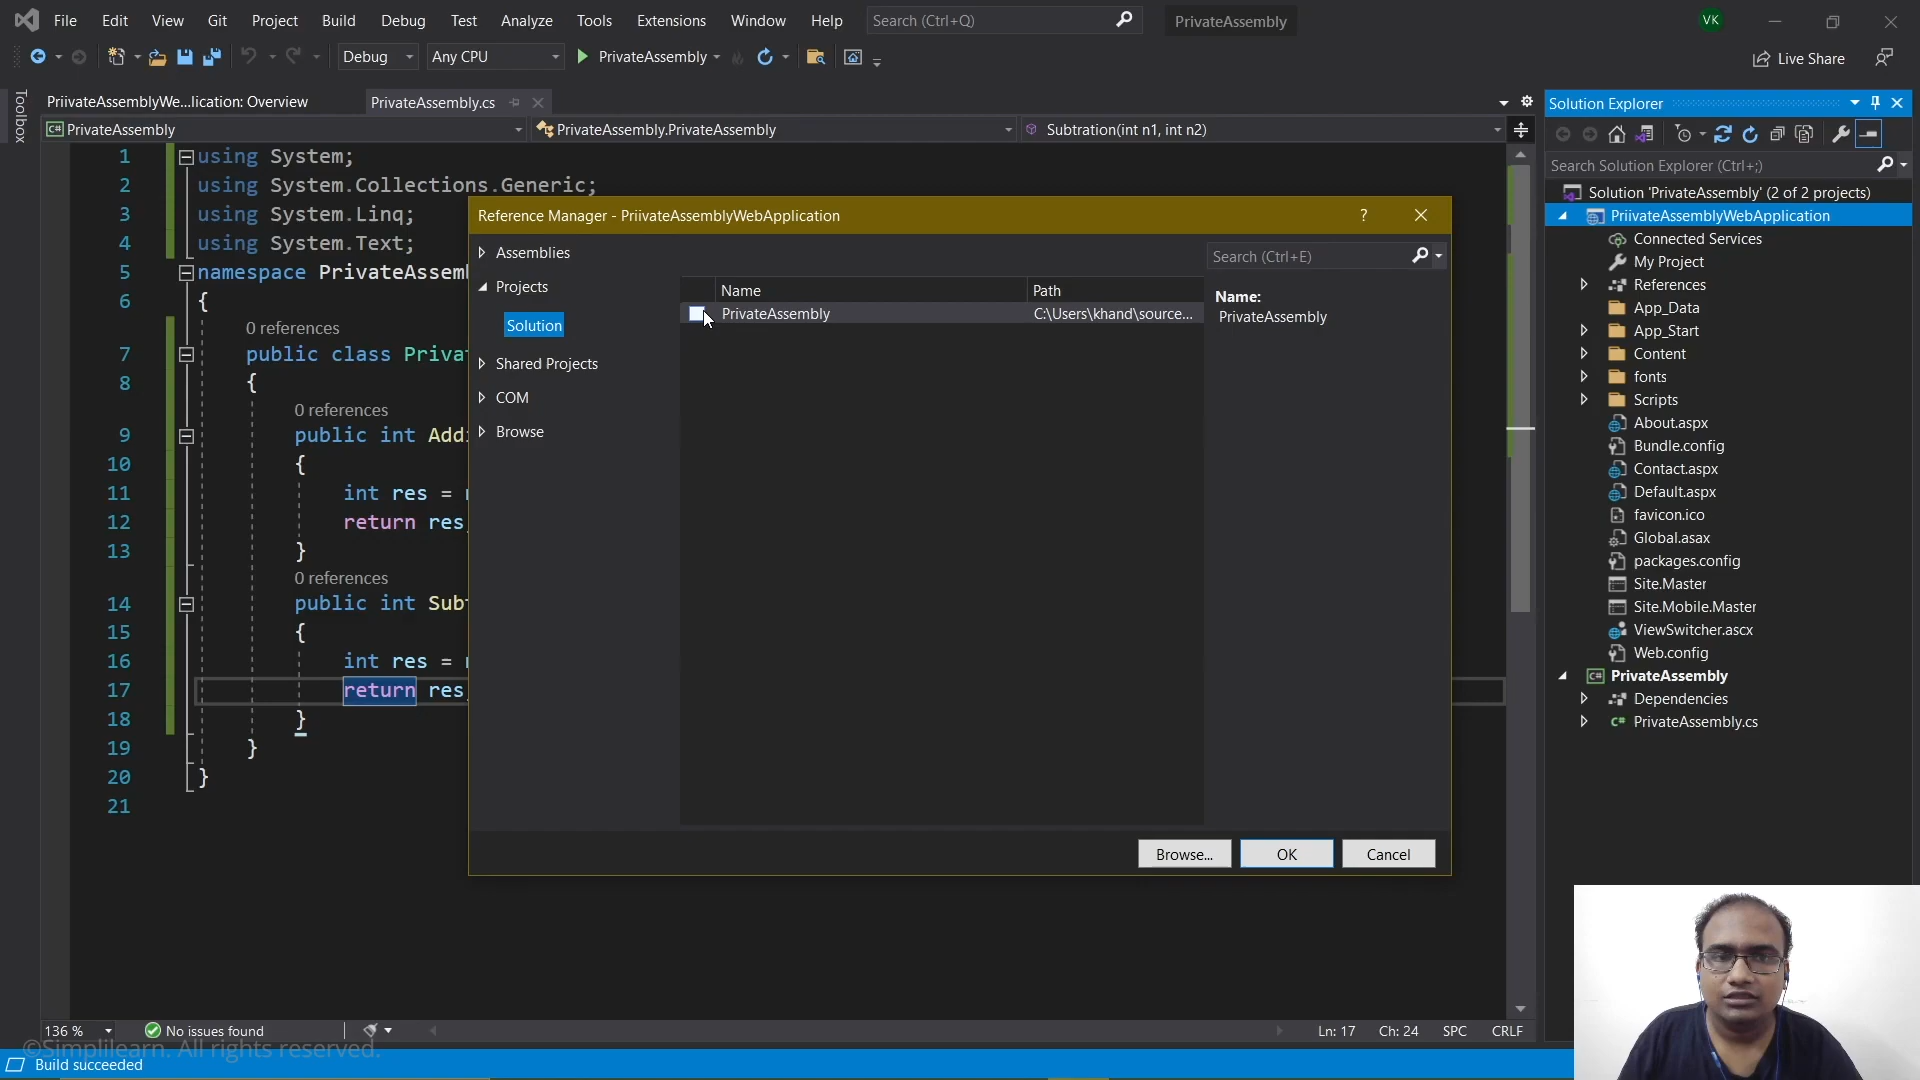 File Edit View Git Project Build Debug Test Analyze Tools Extensions Window Help Search (Ctrl+Q) PrivateAssembly VK
Debug Any CPU PrivateAssembly Live Share
Toolbox
PriivateAssemblyWe...lication: Overview PrivateAssembly.cs
C# PrivateAssembly PrivateAssembly.PrivateAssembly Subtration(int n1, int n2)
1 using System;
2 using System.Collections.Generic;
3 using System.Linq;
4 using System.Text;
5 namespace PrivateAssem
6 {
0 references
7 public class Priva
8 {
0 references
9 public int Addi
10 {
11 int res =
12 return res
13 }
0 references
14 public int Sub
15 {
16 int res =
17 return res
18 }
19 }
20 }
21
Reference Manager - PriivateAssemblyWebApplication ?
Assemblies
Projects
Solution
Shared Projects
COM
Browse
Search (Ctrl+E)
Name Path
PrivateAssembly C:\Users\khand\source...
Name:
PrivateAssembly
Browse... OK Cancel
Solution Explorer
Search Solution Explorer (Ctrl+;)
Solution 'PrivateAssembly' (2 of 2 projects)
PriivateAssemblyWebApplication
Connected Services
My Project
References
App_Data
App_Start
Content
fonts
Scripts
About.aspx
Bundle.config
Contact.aspx
Default.aspx
favicon.ico
Global.asax
packages.config
Site.Master
Site.Mobile.Master
ViewSwitcher.ascx
Web.config
C# PrivateAssembly
Dependencies
C# PrivateAssembly.cs
136 % No issues found Ln: 17 Ch: 24 SPC CRLF
©Simplilearn. All rights reserved.
Build succeeded